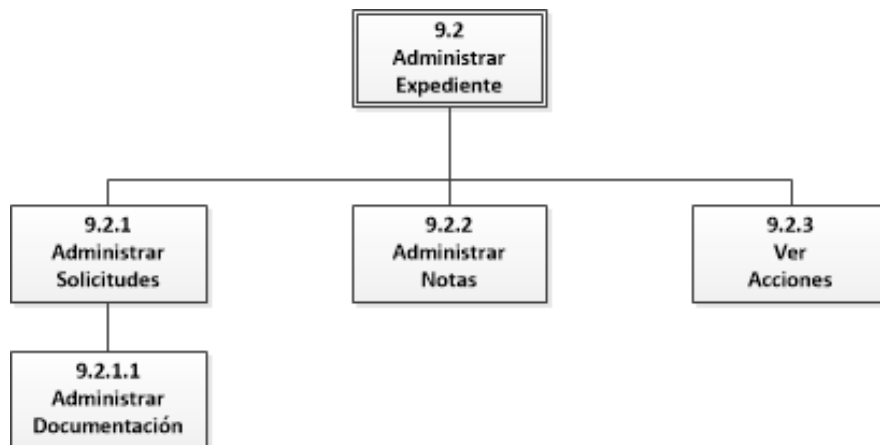 9.2
Administrar
Expediente
9.2.1
Administrar
Solicitudes
9.2.2
Administrar
Notas
9.2.3
Ver
Acciones
9.2.1.1
Administrar
Documentación